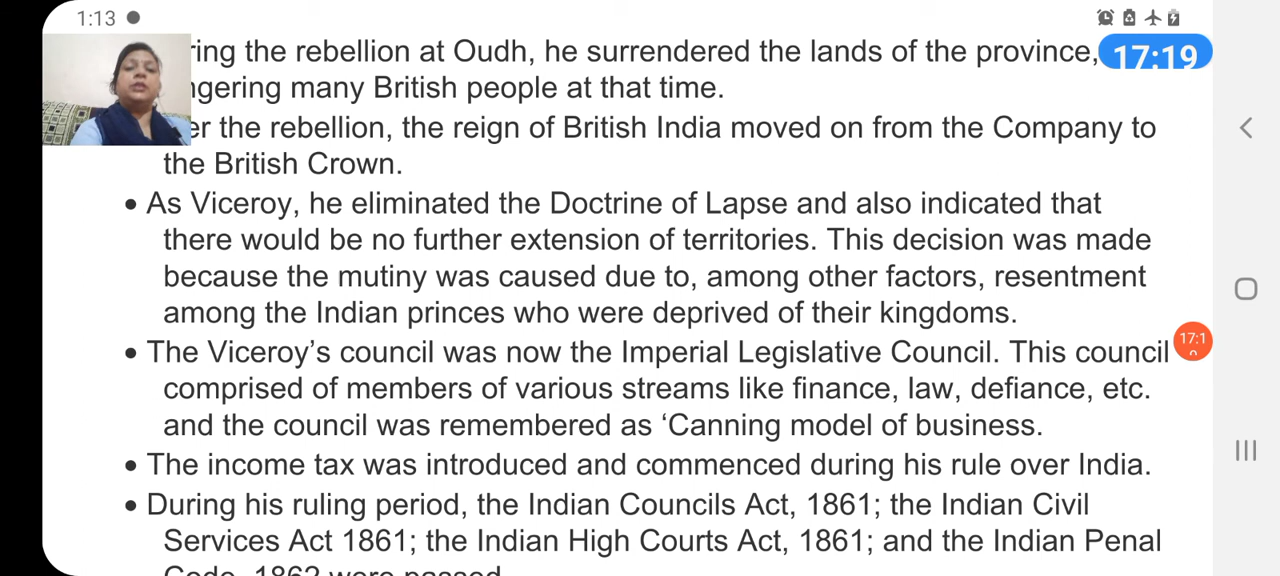 1:13
ring the rebellion at Oudh, he surrendered the lands of the province,
17:19
ngering many British people at that time.
er the rebellion, the reign of British India moved on from the Company to
the British Crown.
• As Viceroy, he eliminated the Doctrine of Lapse and also indicated that
there would be no further extension of territories. This decision was made
because the mutiny was caused due to, among other factors, resentment
among the Indian princes who were deprived of their kingdoms.
• The Viceroy's council was now the Imperial Legislative Council. This council
17:1
comprised of members of various streams like finance, law, defiance, etc.
and the council was remembered as ‘Canning model of business.
• The income tax was introduced and commenced during his rule over India.
• During his ruling period, the Indian Councils Act, 1861; the Indian Civil
Services Act 1861; the Indian High Courts Act, 1861; and the Indian Penal
Code, 1862 were passed